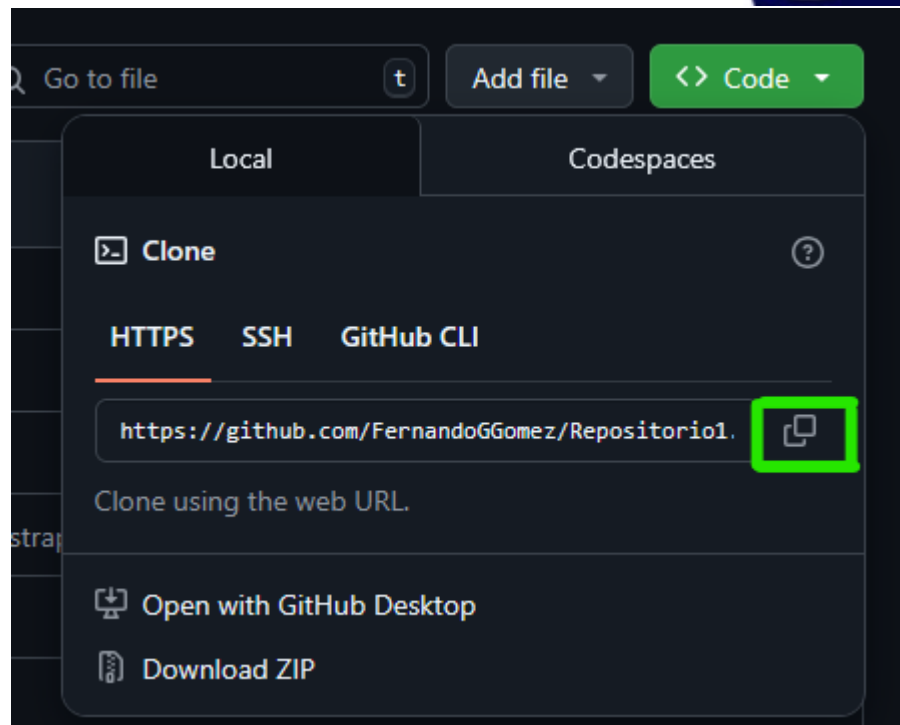 Go to file t Add file <> Code
Local Codespaces
Clone
HTTPS SSH GitHub CLI
https://github.com/FernandoGGomez/Repositorio1.
Clone using the web URL.
Open with GitHub Desktop
Download ZIP